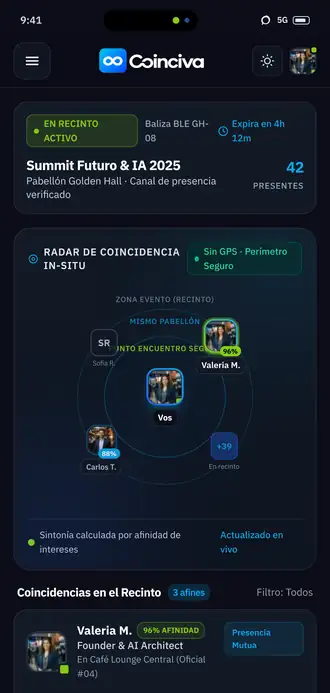 9:41
5G
Coinciva
EN RECINTO
ACTIVO
Baliza BLE GH-
08
Expira en 4h
12m
Summit Futuro & IA 2025
Pabellón Golden Hall · Canal de presencia
verificado
42
PRESENTES
RADAR DE COINCIDENCIA
IN-SITU
Sin GPS · Perímetro
Seguro
ZONA EVENTO (RECINTO)
MISMO PABELLÓN
UNTO ENCUENTRO SEG
SR
Sofía R.
96%
Valeria M.
Vos
88%
Carlos T.
+39
En recinto
Sintonía calculada por afinidad de
intereses
Actualizado en
vivo
Coincidencias en el Recinto
3 afines
Filtro: Todos
Valeria M.
96% AFINIDAD
Founder & AI Architect
En Café Lounge Central (Oficial
#04)
Presencia
Mutua